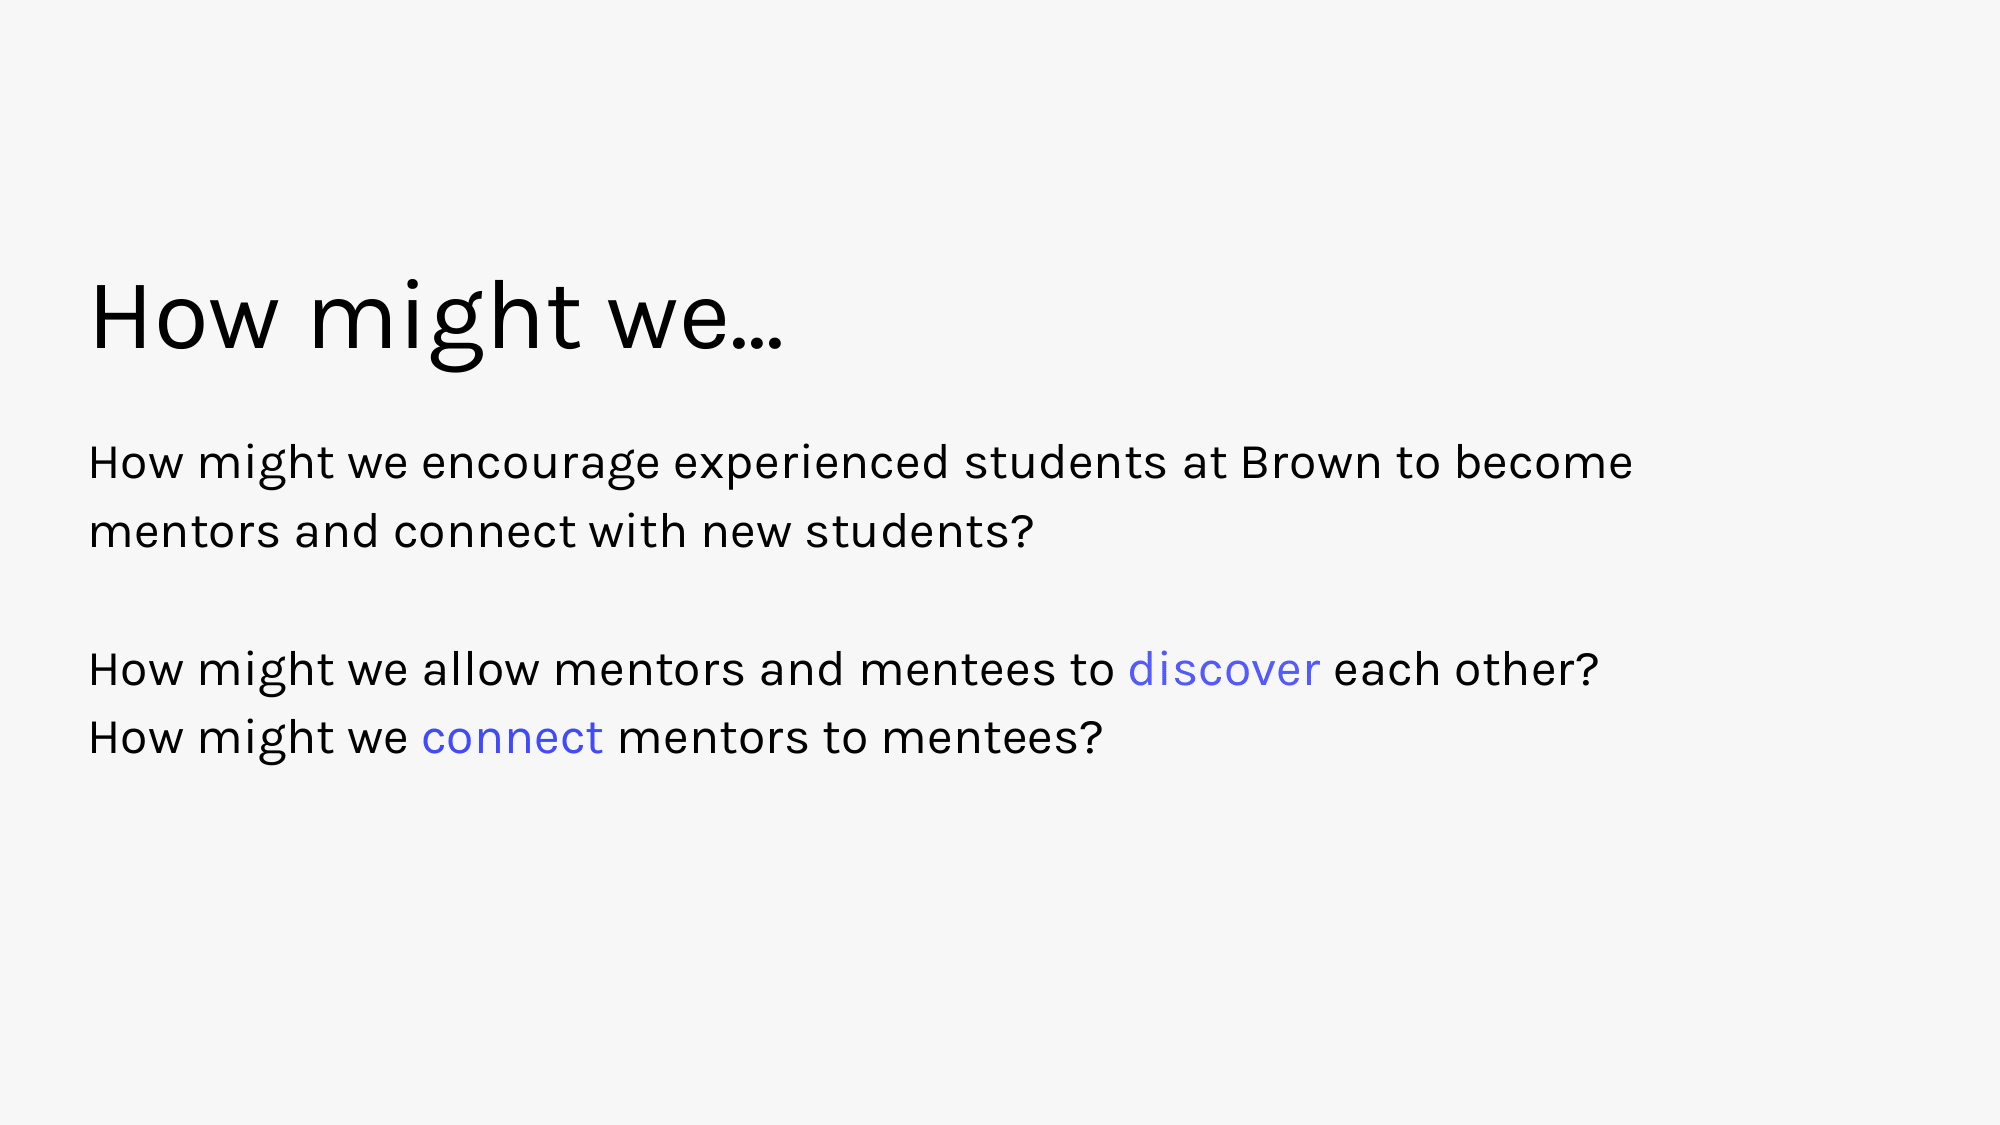 How might we...
How might we encourage experienced students at Brown to become
mentors and connect with new students?
How might we allow mentors and mentees to discover each other?
How might we connect mentors to mentees?